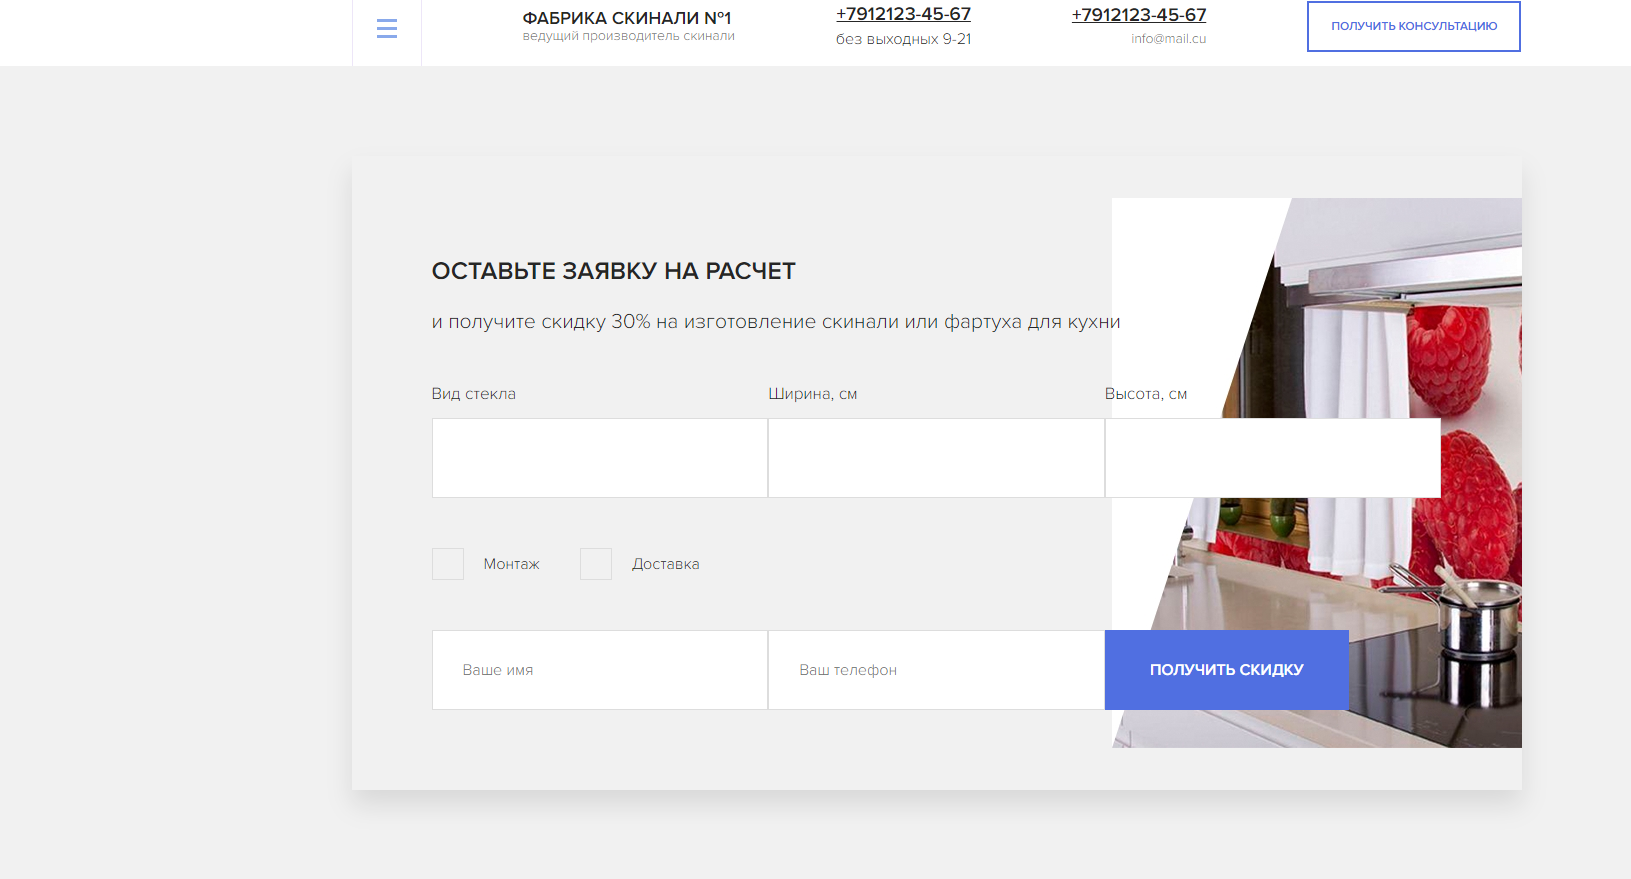 ФАБРИКА СКИНАЛИ №1
ведущий производитель скинали
+7912123-45-67
без выходных 9-21
+7912123-45-67
info@mail.cu
ПОЛУЧИТЬ КОНСУЛЬТАЦИЮ
ОСТАВЬТЕ ЗАЯВКУ НА РАСЧЕТ
и получите скидку 30% на изготовление скинали или фартуха для кухни
Вид стекла
Ширина, см
Высота, см
Монтаж
Доставка
Ваше имя
Ваш телефон
ПОЛУЧИТЬ СКИДКУ